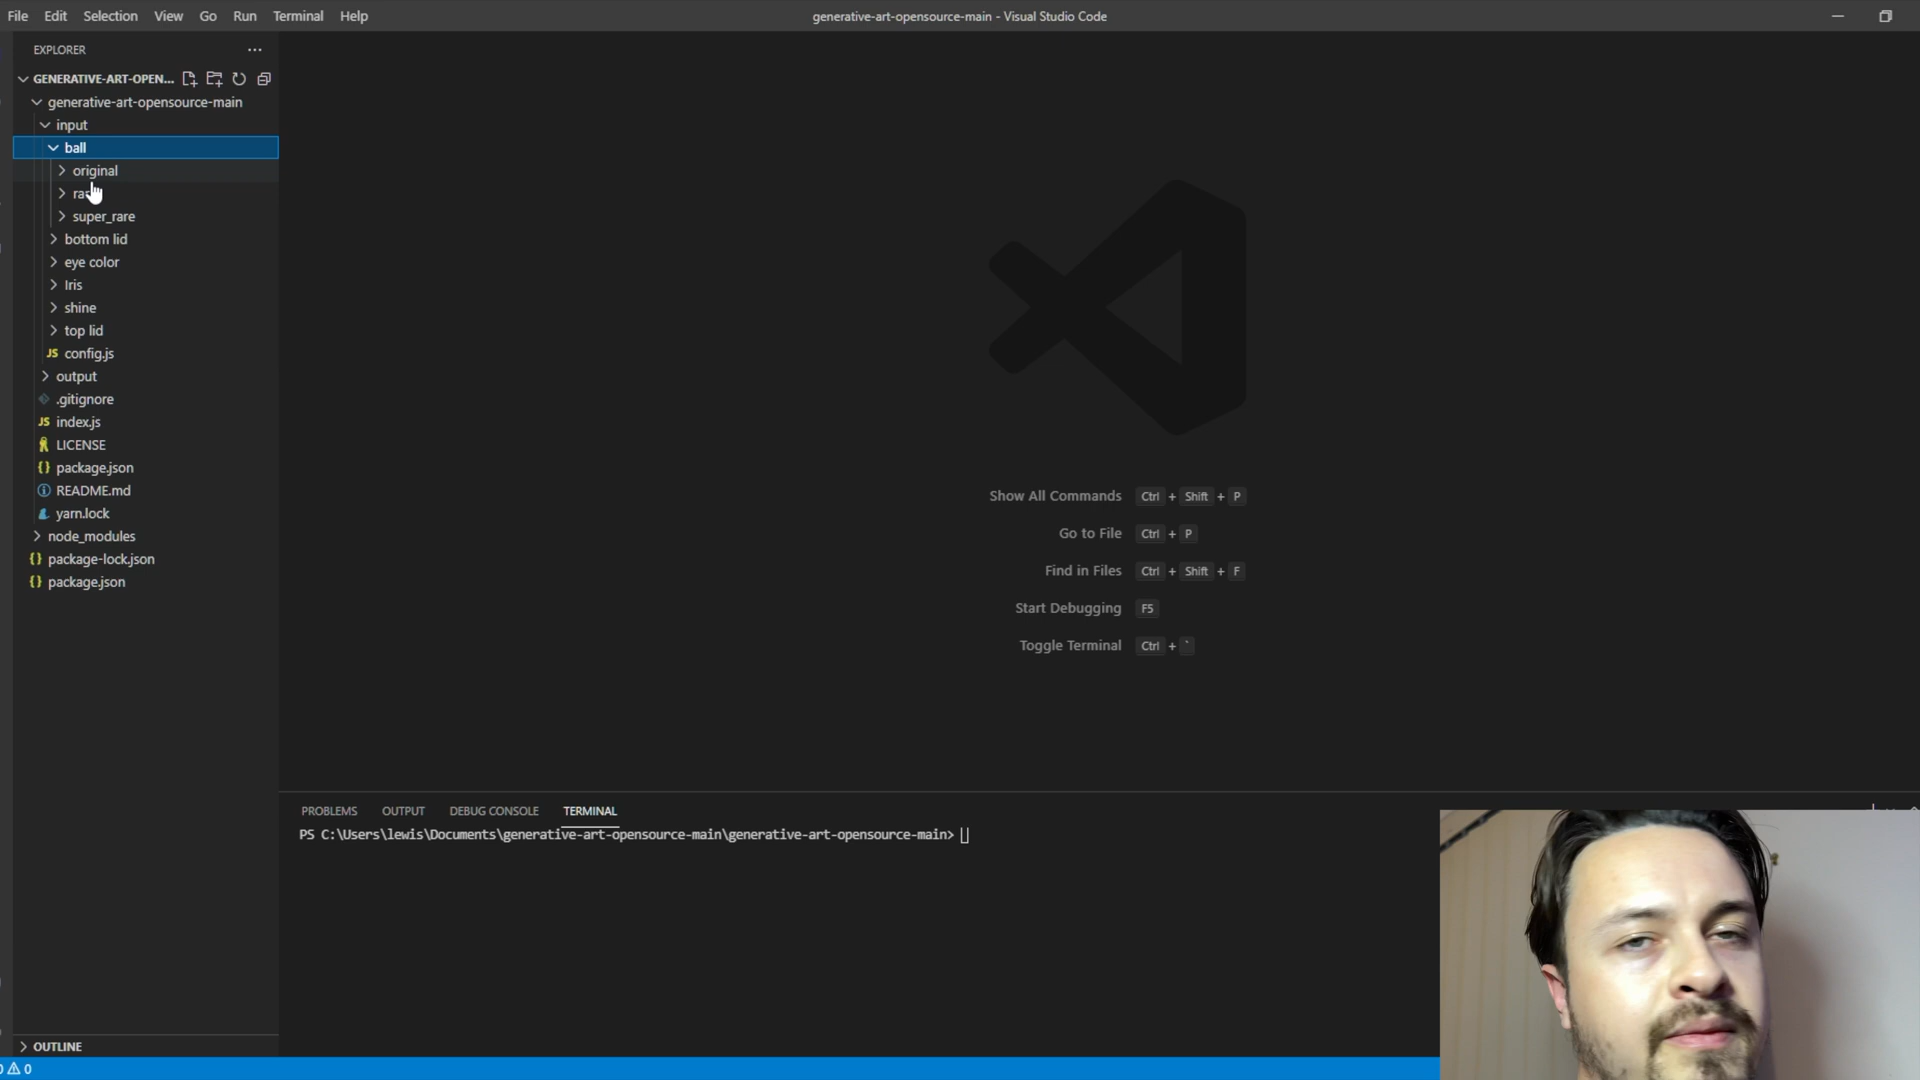 File Edit Selection View Go Run Terminal Help
generative-art-opensource-main - Visual Studio Code
EXPLORER
GENERATIVE-ART-OPEN...
generative-art-opensource-main
input
ball
original
super_rare
bottom lid
eye color
Iris
shine
top lid
JS config.js
output
.gitignore
JS index.js
LICENSE
{} package.json
README.md
yarn.lock
node_modules
{} package-lock.json
{} package.json
OUTLINE
0
Show All Commands Ctrl + Shift + P
Go to File Ctrl + P
Find in Files Ctrl + Shift + F
Start Debugging F5
Toggle Terminal Ctrl + `
PROBLEMS OUTPUT DEBUG CONSOLE TERMINAL
PS C:\Users\lewis\Documents\generative-art-opensource-main\generative-art-opensource-main>